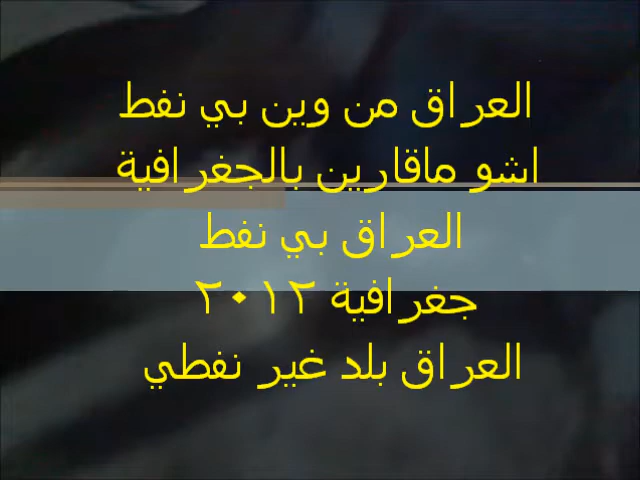 العراق من وين بي نفط
اشو ماقارين بالجغرافية
العراق بي نفط
جغرافية ٢٠١٢
العراق بلد غير نفطي